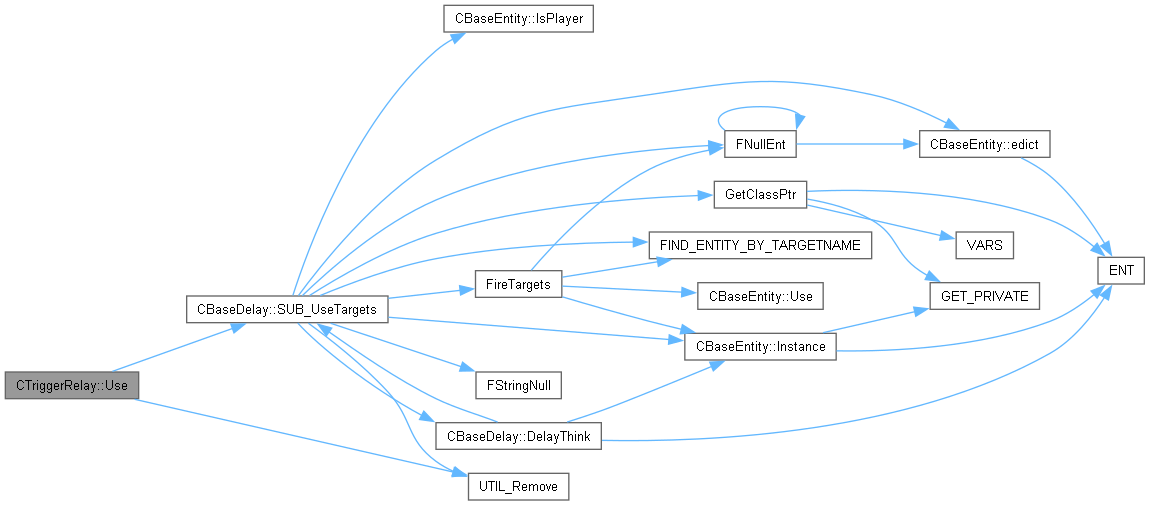 CBaseEntity::IsPlayer
FNullEnt
CBaseEntity::edict
GetClassPtr
FIND_ENTITY_BY_TARGETNAME
VARS
ENT
FireTargets
CBaseEntity::Use
GET_PRIVATE
CBaseDelay::SUB_UseTargets
CBaseEntity::Instance
CTriggerRelay::Use
FStringNull
CBaseDelay::DelayThink
UTIL_Remove